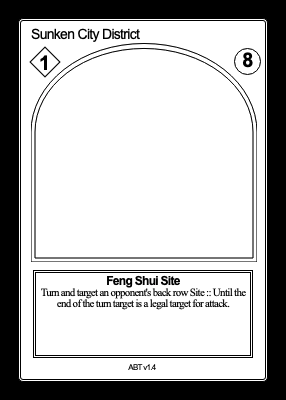 Sunken City District
1
8
Feng Shui Site
Turn and target an opponent's back row Site :: Until the
end of the turn target is a legal target for attack.
ABT v1.4